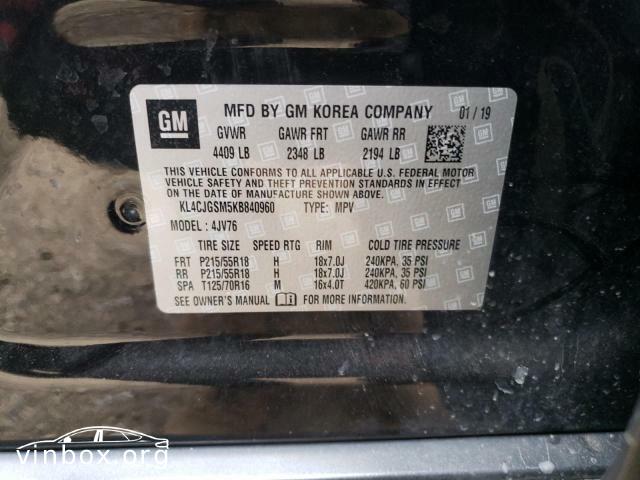 GM
MFD BY GM KOREA COMPANY 01 / 19
GVWR GAWR FRT GAWR RR
4409 LB 2348 LB 2194 LB
THIS VEHICLE CONFORMS TO ALL APPLICABLE U.S. FEDERAL MOTOR
VEHICLE SAFETY, BUMPER, AND THEFT PREVENTION STANDARDS IN EFFECT
ON THE DATE OF MANUFACTURE SHOWN ABOVE.
KL4CJGSM5KB840960 TYPE: MPV
MODEL : 4JV76
TIRE SIZE SPEED RTG RIM COLD TIRE PRESSURE
FRT P215/55R18 H 18x7.0J 240KPA, 35 PSI
RR P215/55R18 H 18x7.0J 240KPA, 35 PSI
SPA T125/70R16 M 16x4.0T 420KPA, 60 PSI
SEE OWNER'S MANUAL FOR MORE INFORMATION.
vinbox.org